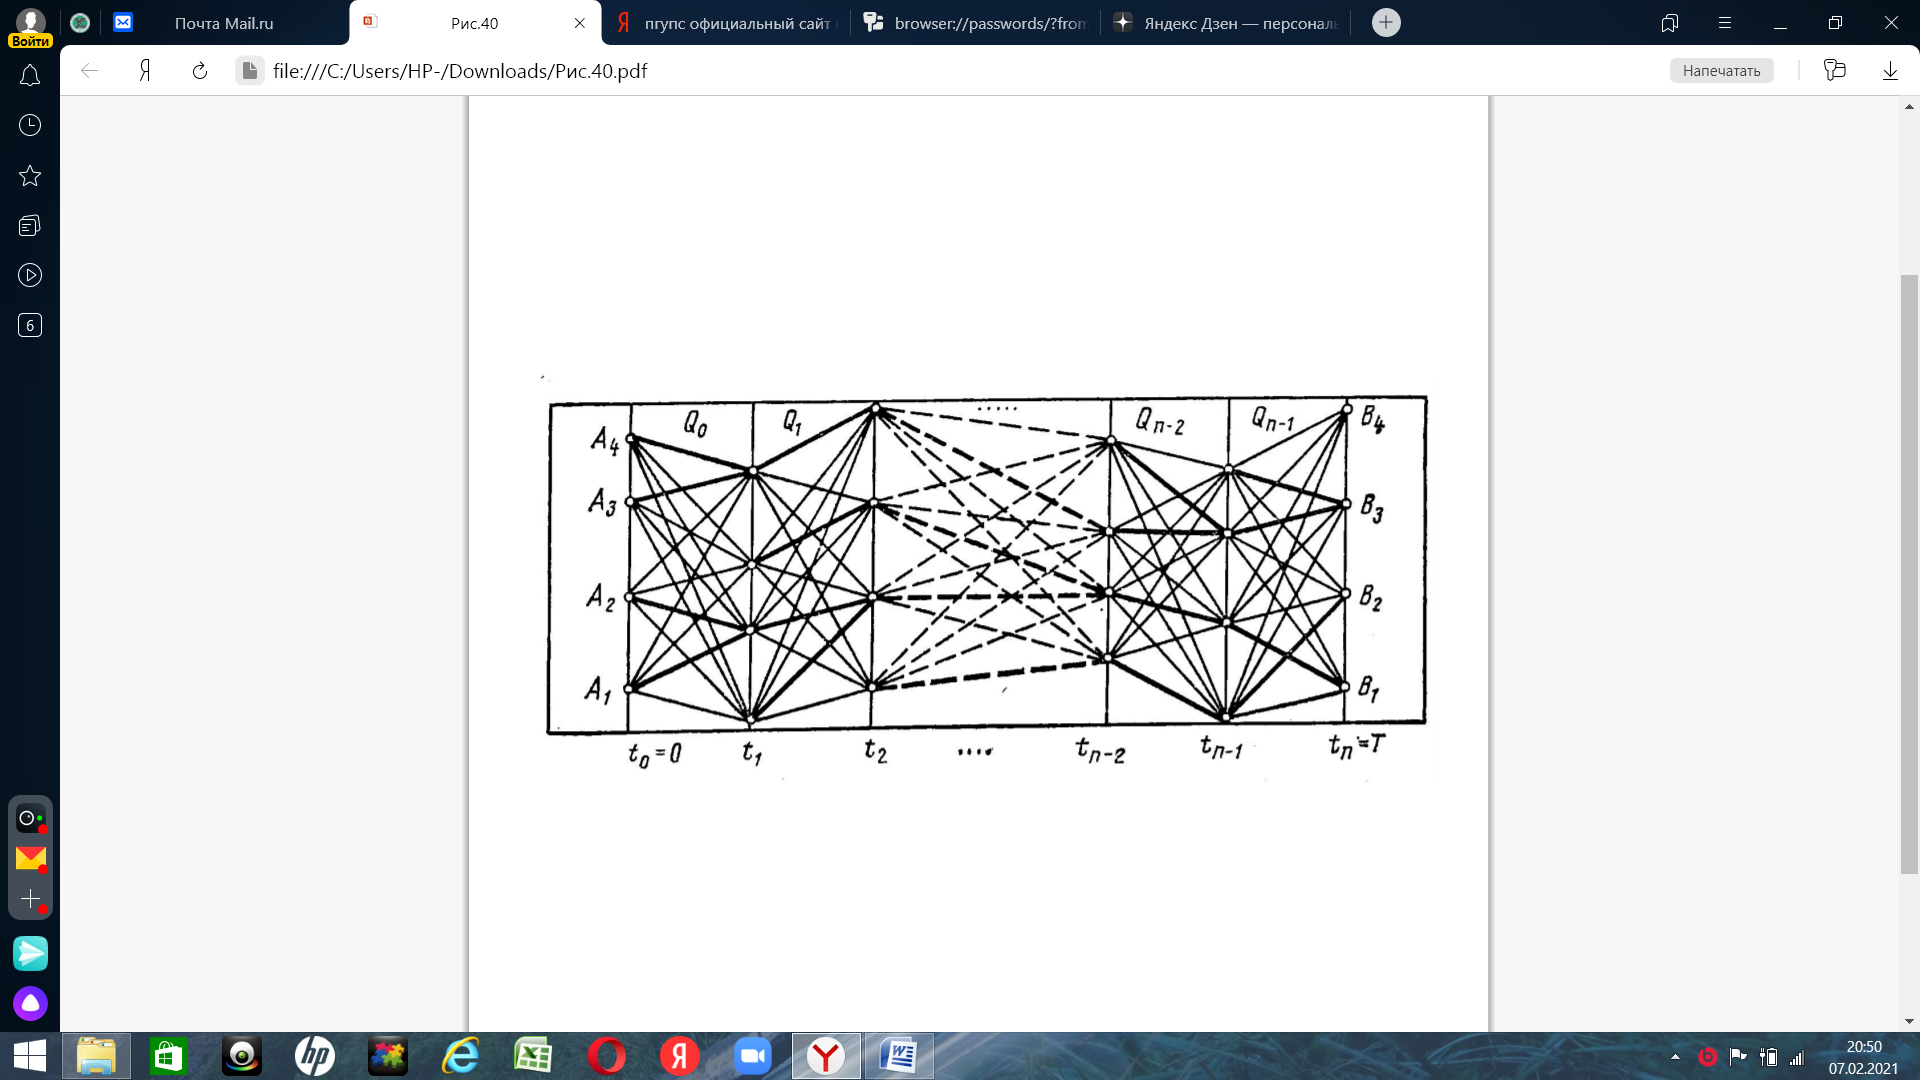 Почта Mail.ru
Рис.40
пгупс официальный сайт
browser://passwords/?from
Яндекс Дзен — персональ
Войти
file:///C:/Users/HP-/Downloads/Рис.40.pdf
Напечатать
6
Q₀ Q₁ ..... Qₙ₋₂ Qₙ₋₁
A₄ B₄
A₃ B₃
A₂ B₂
A₁ B₁
t₀=0 t₁ t₂ .... tₙ₋₂ tₙ₋₁ tₙ=T
20:50
07.02.2021